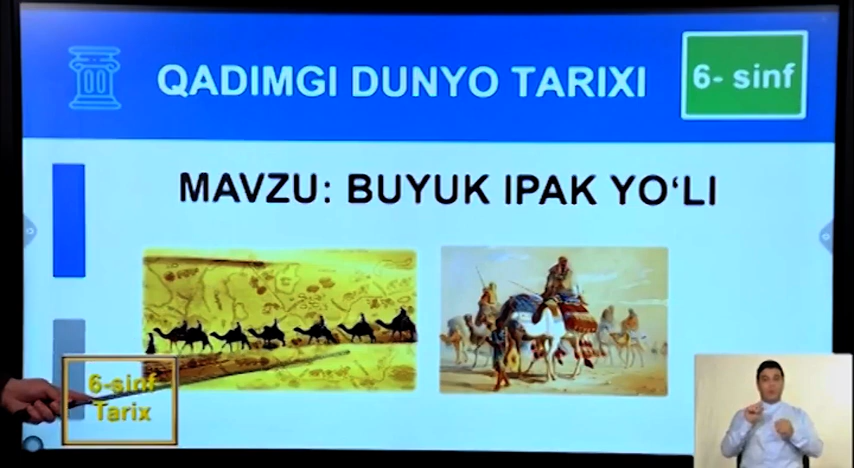 QADIMGI DUNYO TARIXI
6- sinf
MAVZU: BUYUK IPAK YO‘LI
6-sinf
Tarix